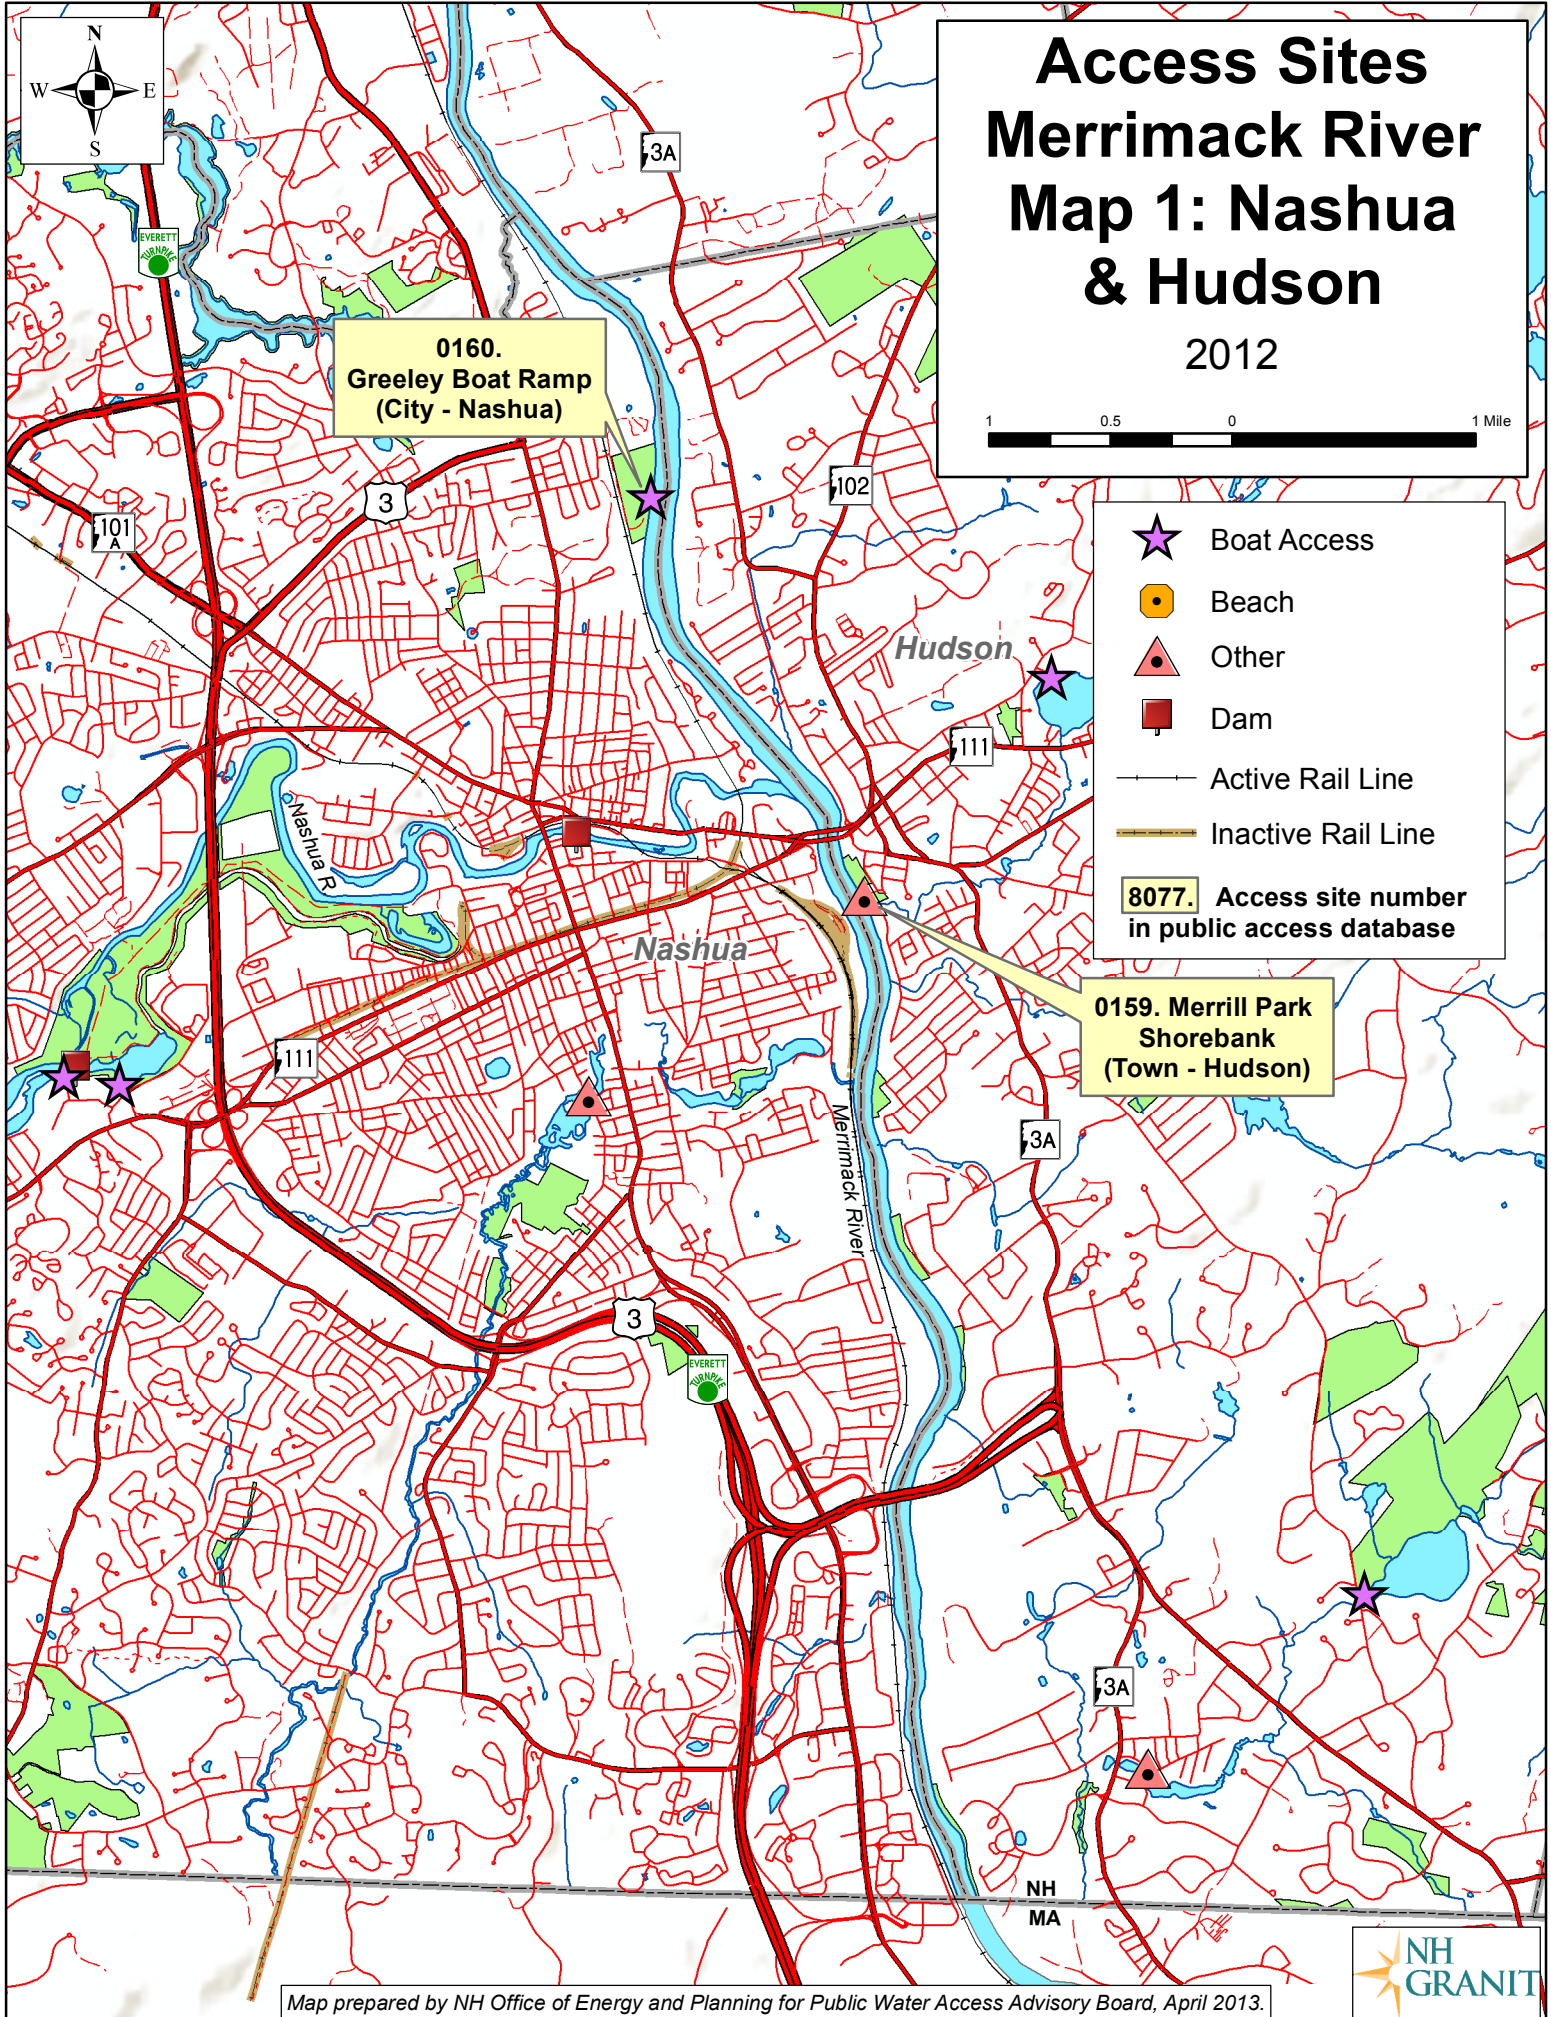 N
W E
S
Access Sites
Merrimack River
Map 1: Nashua
& Hudson
2012
1 0.5 0 1 Mile
3A
EVERETT
TURNPIKE
0160.
Greeley Boat Ramp
(City - Nashua)
3
102
101
A
Boat Access
Beach
Other
Dam
Active Rail Line
Inactive Rail Line
8077. Access site number
in public access database
Hudson
111
Nashua R
Nashua
0159. Merrill Park
Shorebank
(Town - Hudson)
111
Merrimack River
3A
3
EVERETT
TURNPIKE
3A
NH
MA
NH
GRANIT
Map prepared by NH Office of Energy and Planning for Public Water Access Advisory Board, April 2013.